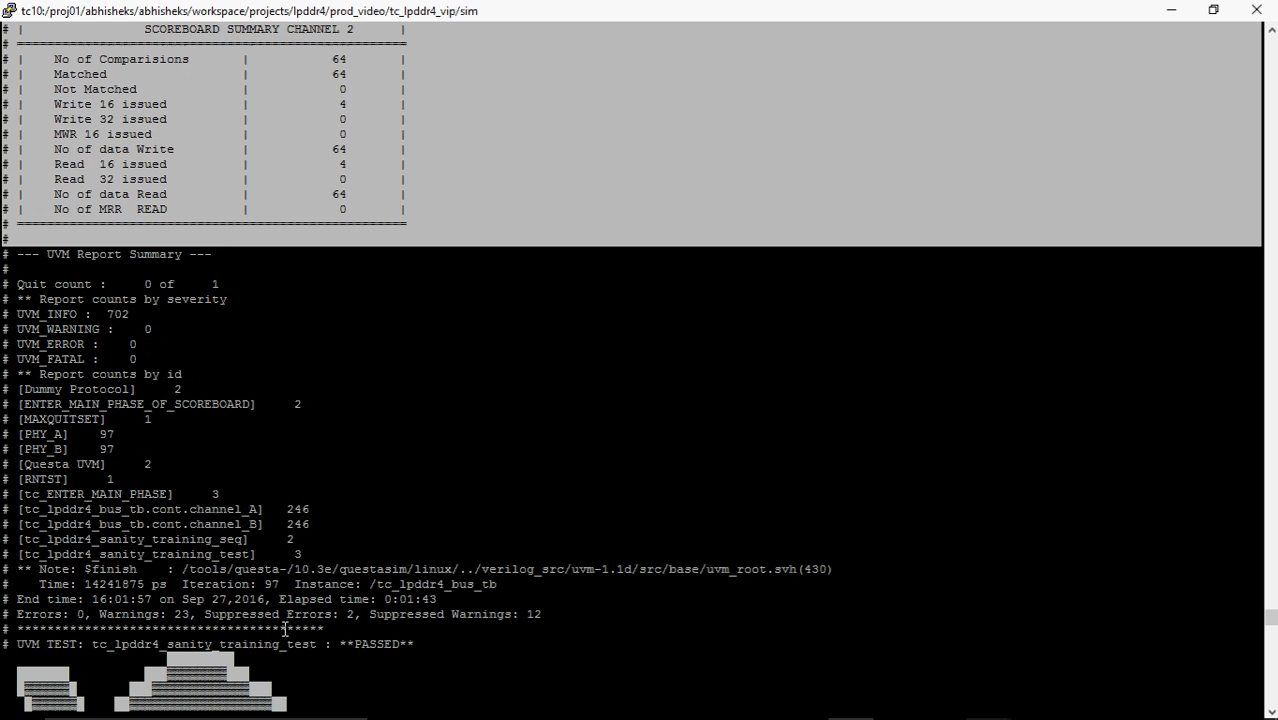 tc10:/proj01/abhisheks/abhisheks/workspace/projects/lpddr4/prod_video/tc_lpddr4_vip/sim
# | SCOREBOARD SUMMARY CHANNEL 2 |
# ====================================================
# | No of Comparisions | 64 |
# | Matched | 64 |
# | Not Matched | 0 |
# | Write 16 issued | 4 |
# | Write 32 issued | 0 |
# | MWR 16 issued | 0 |
# | No of data Write | 64 |
# | Read  16 issued | 4 |
# | Read  32 issued | 0 |
# | No of data Read | 64 |
# | No of MRR  READ | 0 |
# ====================================================
#
# --- UVM Report Summary ---
#
# Quit count :     0 of     1
# ** Report counts by severity
# UVM_INFO :  702
# UVM_WARNING :    0
# UVM_ERROR :    0
# UVM_FATAL :    0
# ** Report counts by id
# [Dummy Protocol]     2
# [ENTER_MAIN_PHASE_OF_SCOREBOARD]     2
# [MAXQUITSET]     1
# [PHY_A]    97
# [PHY_B]    97
# [Questa UVM]     2
# [RNTST]     1
# [tc_ENTER_MAIN_PHASE]     3
# [tc_lpddr4_bus_tb.cont.channel_A]   246
# [tc_lpddr4_bus_tb.cont.channel_B]   246
# [tc_lpddr4_sanity_training_seq]     2
# [tc_lpddr4_sanity_training_test]     3
# ** Note: $finish    : /tools/questa-/10.3e/questasim/linux/../verilog_src/uvm-1.1d/src/base/uvm_root.svh(430)
#    Time: 14241875 ps  Iteration: 97  Instance: /tc_lpddr4_bus_tb
# End time: 16:01:57 on Sep 27,2016, Elapsed time: 0:01:43
# Errors: 0, Warnings: 23, Suppressed Errors: 2, Suppressed Warnings: 12
# *****************************************
# UVM TEST: tc_lpddr4_sanity_training_test : **PASSED**